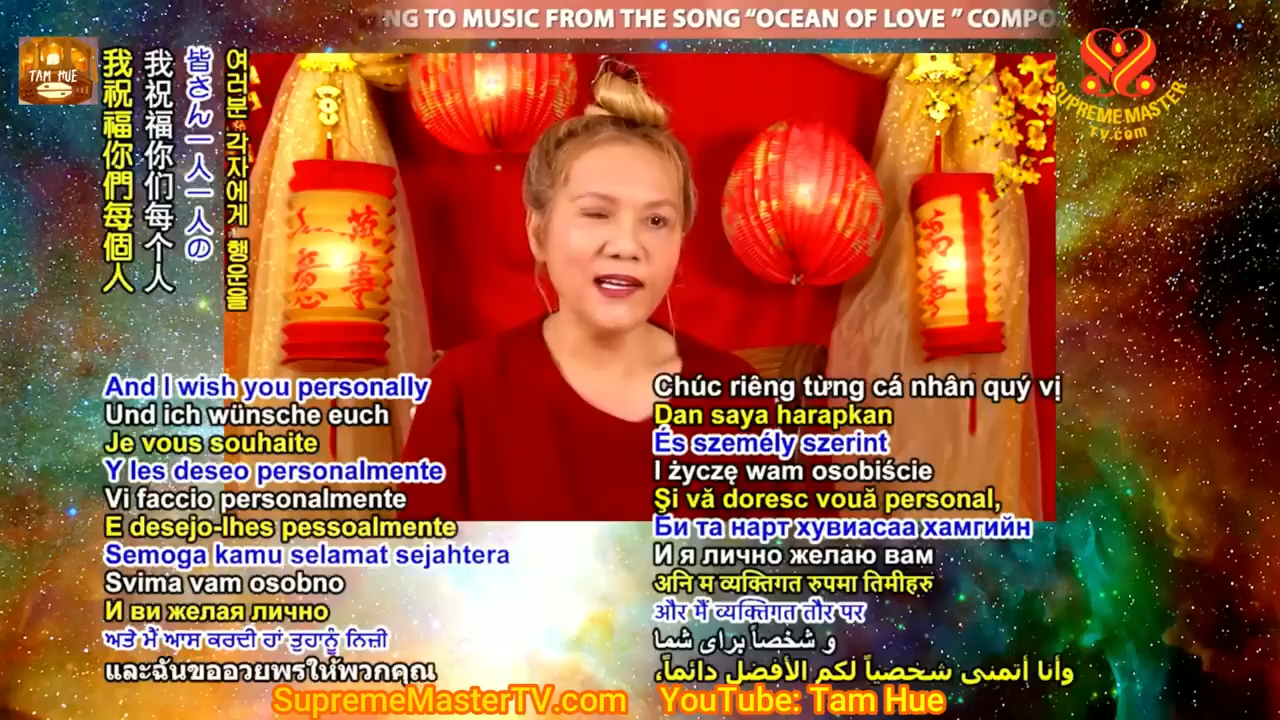 NG TO MUSIC FROM THE SONG “OCEAN OF LOVE ” COMPO
TAM HUE
SUPREME MASTER
TV.com
我祝福你們每個人
我祝福你们每个人
皆さん一人一人の
여러분 각자에게 행운을
萬事
萬事
And I wish you personally
Und ich wünsche euch
Je vous souhaite
Y les deseo personalmente
Vi faccio personalmente
E desejo-lhes pessoalmente
Semoga kamu selamat sejahtera
Svima vam osobno
И ви желая лично
ਅਤੇ ਮੈਂ ਆਸ ਕਰਦੀ ਹਾਂ ਤੁਹਾਨੂੰ ਨਿਜ਼ੀ
และฉันขออวยพรให้พวกคุณ
Chúc riêng từng cá nhân quý vị
Dan saya harapkan
És személy szerint
I życzę wam osobiście
Şi vă doresc vouă personal,
Би та нарт хувиасаа хамгийн
И я лично желаю вам
अनि म व्यक्तिगत रुपमा तिमीहरु
और मैं व्यक्तिगत तौर पर
و شخصاً برای شما
وأنا أتمنى شخصياً لكم الأفضل دائماً،
SupremeMasterTV.com YouTube: Tam Hue